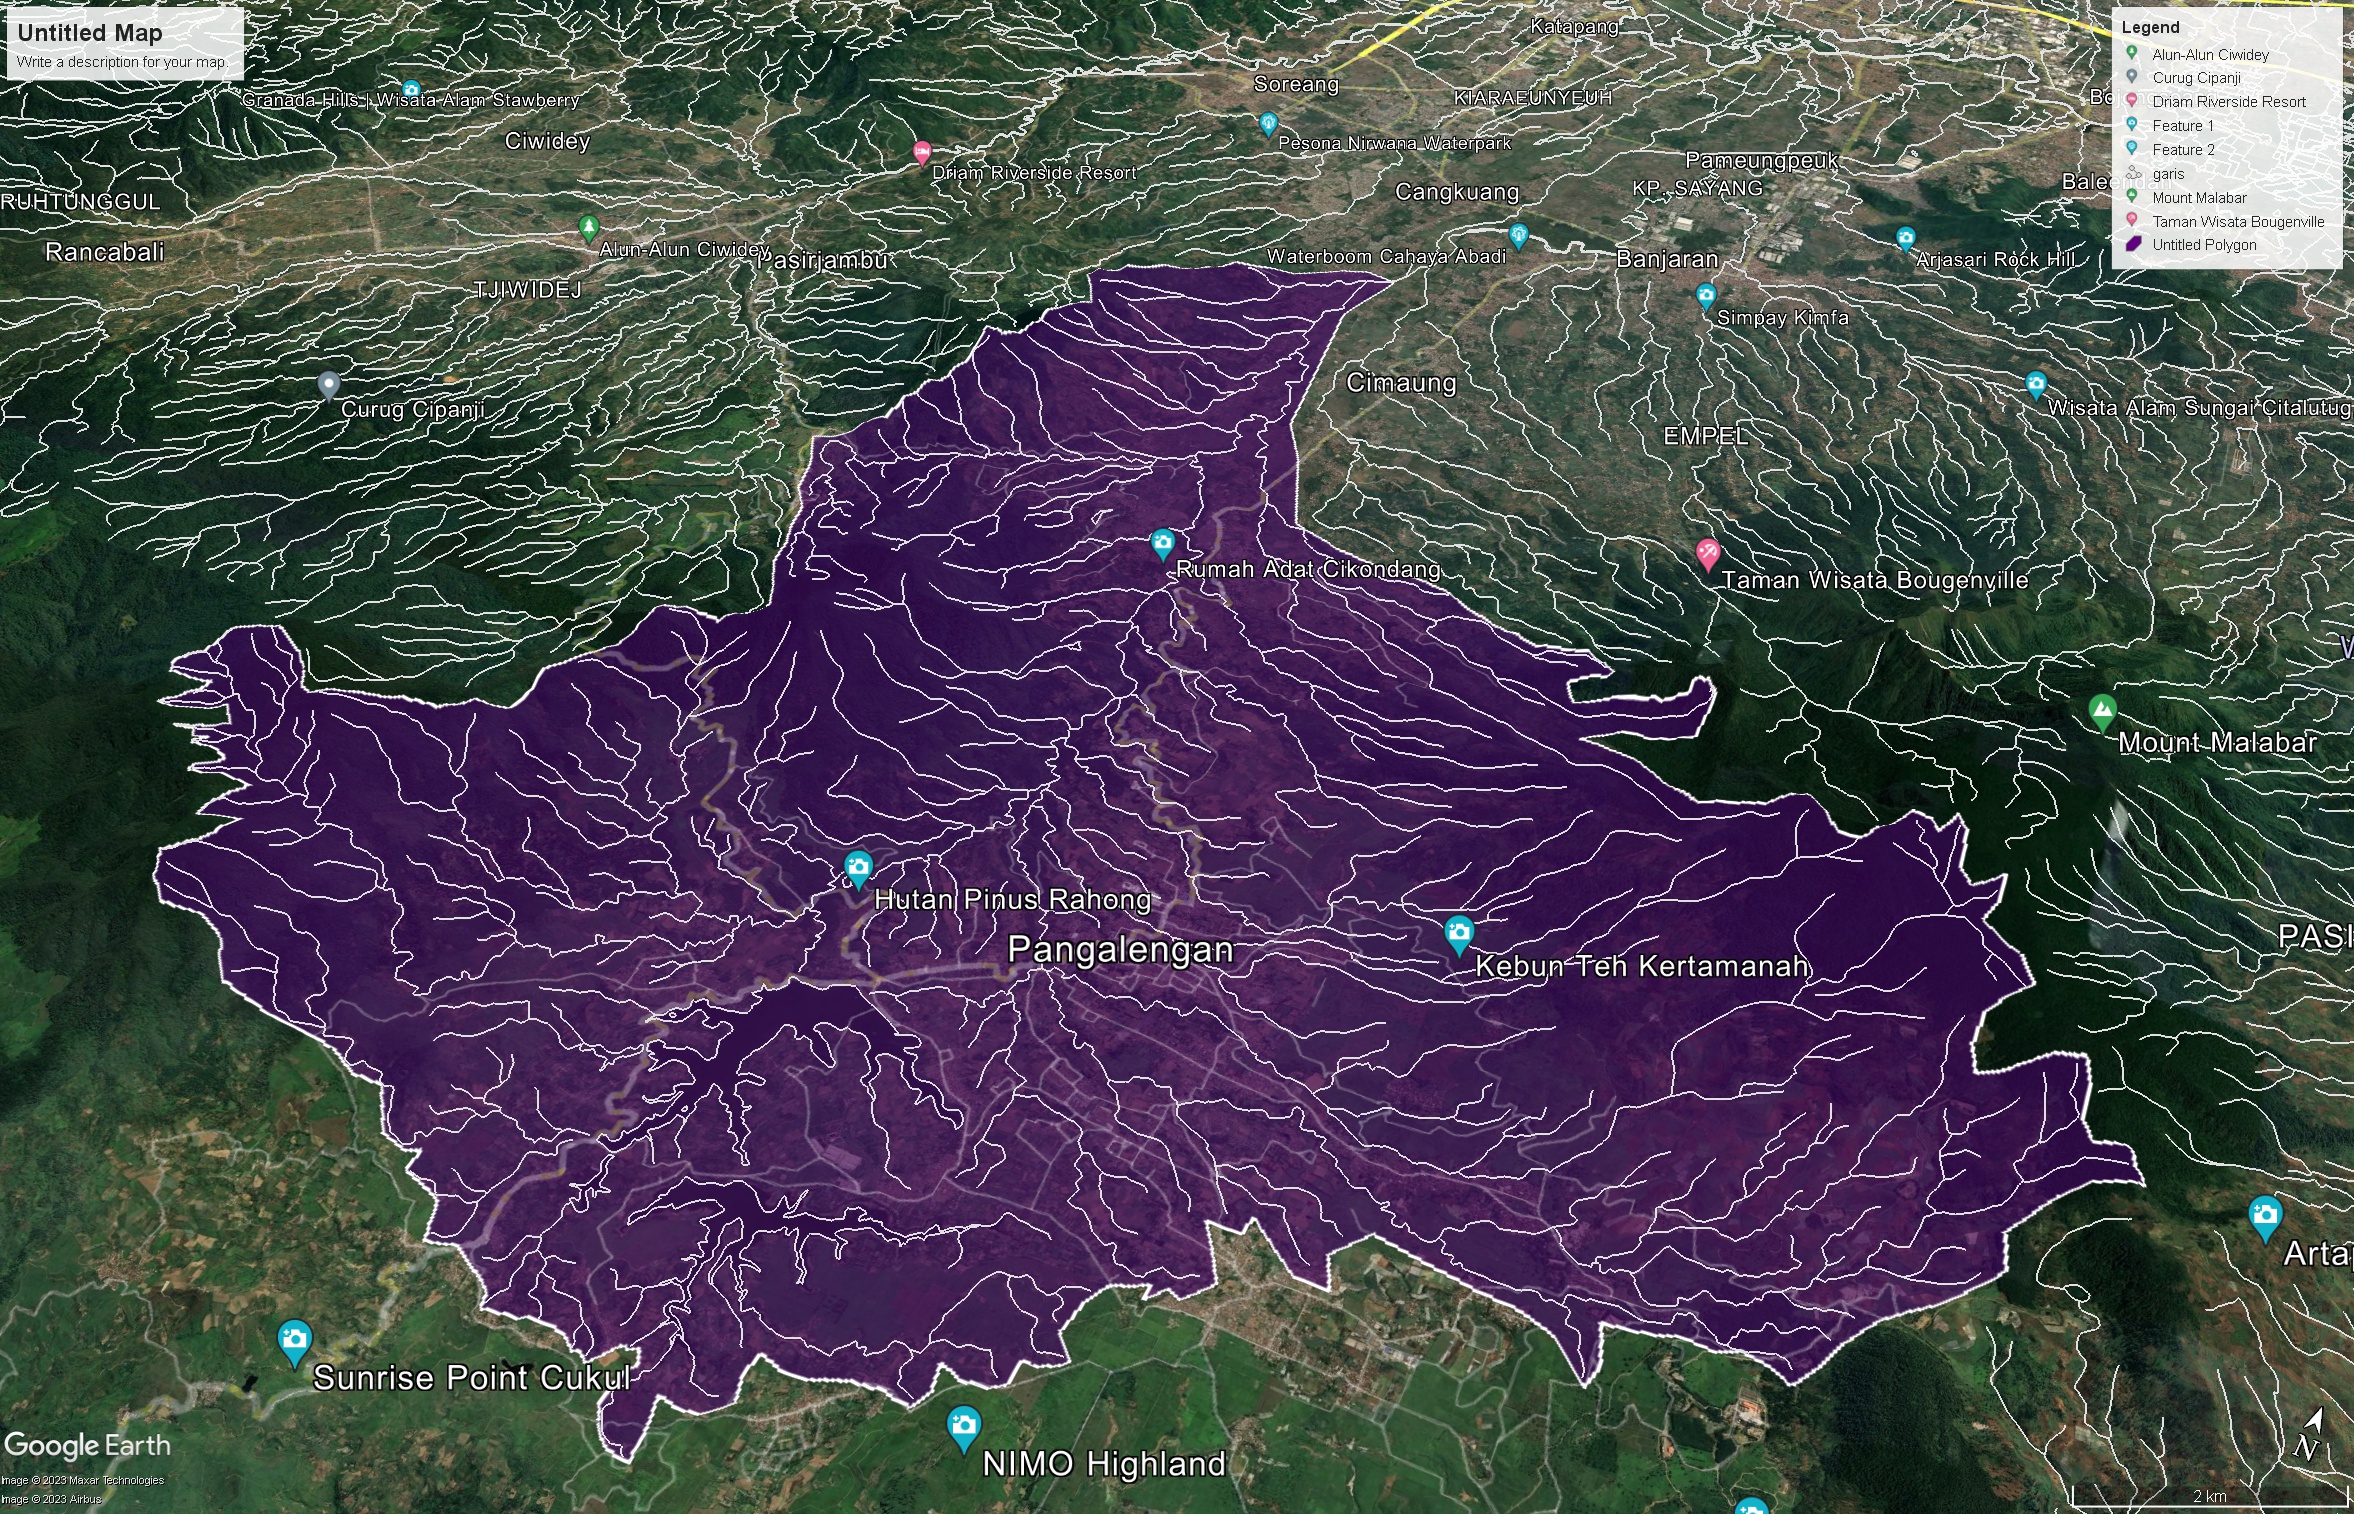 Untitled Map
Write a description for your map.
Legend
Alun-Alun Ciwidey
Curug Cipanji
Driam Riverside Resort
Feature 1
Feature 2
garis
Mount Malabar
Taman Wisata Bougenville
Untitled Polygon
Katapang
Soreang
Granada Hills | Wisata Alam Stawberry
KIARAEUNYEUH
Ciwidey
Pesona Nirwana Waterpark
Pameungpeuk
Driam Riverside Resort
KP. SAYANG
Cangkuang
RUHTUNGGUL
Rancabali
Alun-Alun Ciwidey
Pasirjambu
Waterboom Cahaya Abadi
Banjaran
Arjasari Rock Hill
TJIWIDEJ
Simpay Kimfa
Cimaung
Curug Cipanji
Wisata Alam Sungai Citalutug
EMPEL
Rumah Adat Cikondang
Taman Wisata Bougenville
Mount Malabar
Hutan Pinus Rahong
Pangalengan
Kebun Teh Kertamanah
PASI
Arta
Sunrise Point Cukul
NIMO Highland
Google Earth
N
Image © 2023 Maxar Technologies
Image © 2023 Airbus
2 km